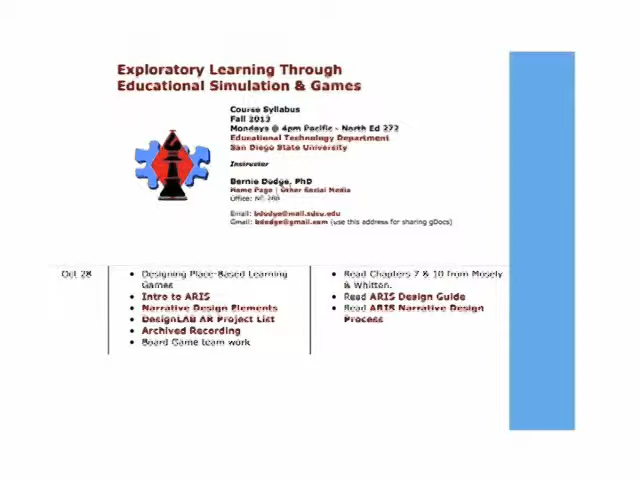 Exploratory Learning Through
Educational Simulation & Games
Course Syllabus
Fall 2013
Mondays @ 4pm Pacific - North Ed 272
Educational Technology Department
San Diego State University
Instructor
Bernie Dodge, PhD
Home Page | Other Social Media
Office: NE 280
Email: bdodge@mail.sdsu.edu
Gmail: bdodge@gmail.com (use this address for sharing gDocs)
Oct 28
• Designing Place-Based Learning
Games
• Intro to ARIS
• Narrative Design Elements
• DesignLAB AR Project List
• Archived Recording
• Board Game team work
• Read Chapters 7 & 10 from Mosely
& Whitton.
• Read ARIS Design Guide
• Read ARIS Narrative Design
Process